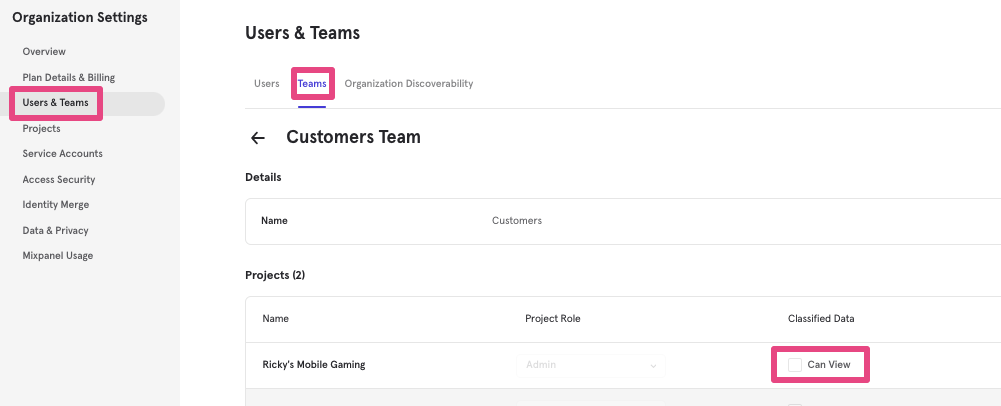 Organization Settings
Overview
Plan Details & Billing
Users & Teams
Projects
Service Accounts
Access Security
Identity Merge
Data & Privacy
Mixpanel Usage
Users & Teams
Users Teams Organization Discoverability
Customers Team
Details
Name Customers
Projects (2)
Name Project Role Classified Data
Ricky's Mobile Gaming Admin Can View